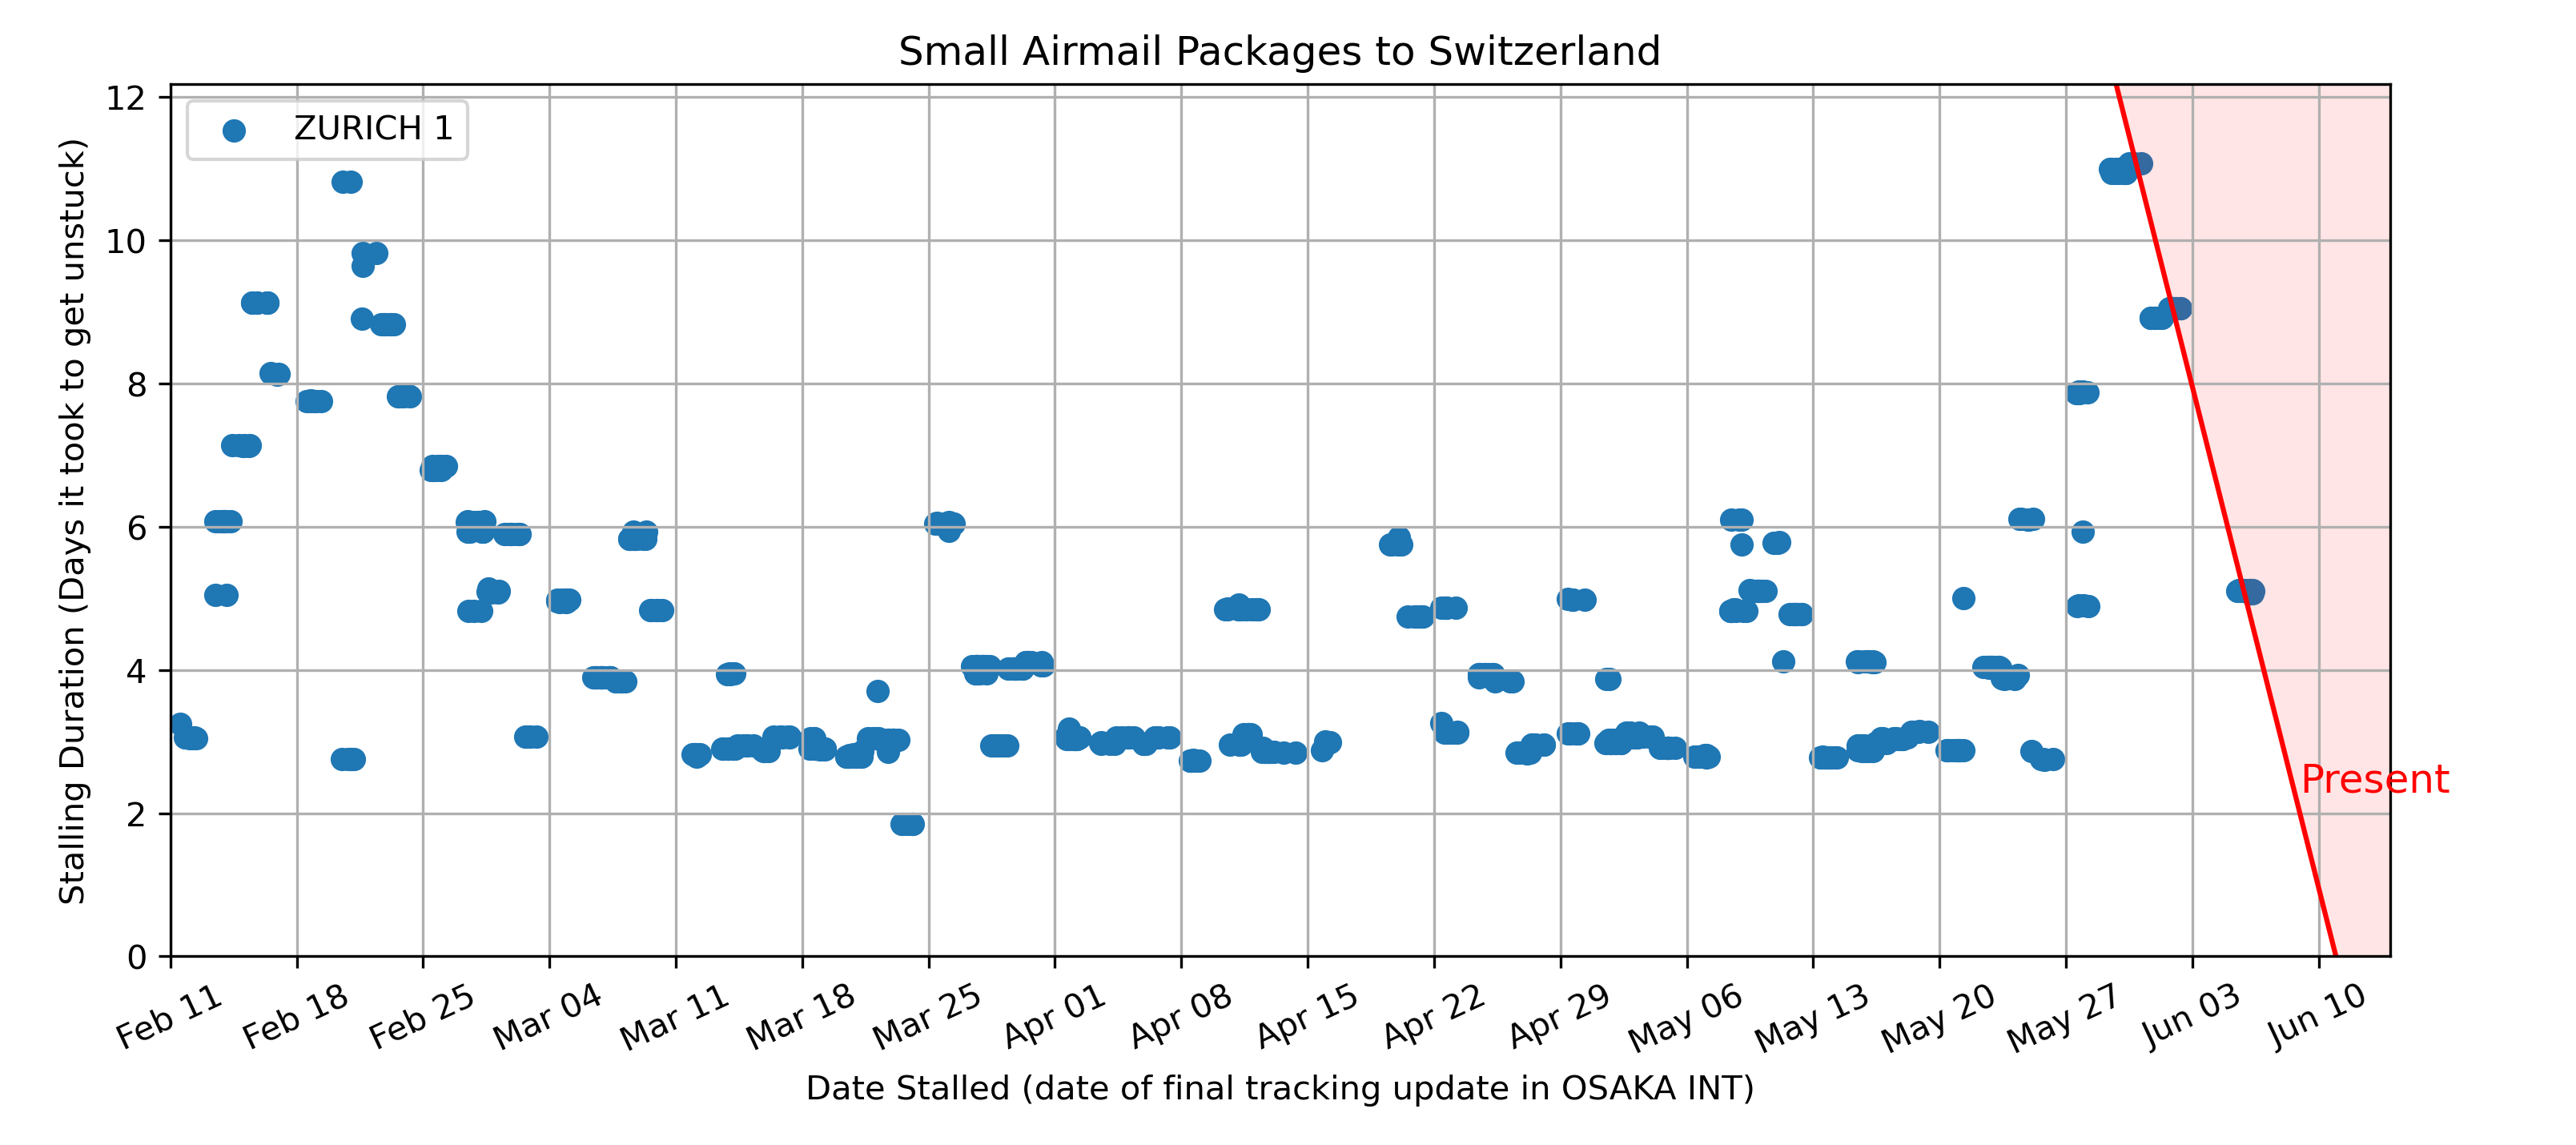 Small Airmail Packages to Switzerland
Stalling Duration (Days it took to get unstuck)
12
10
8
6
4
2
0
ZURICH 1
Present
Feb 11
Feb 18
Feb 25
Mar 04
Mar 11
Mar 18
Mar 25
Apr 01
Apr 08
Apr 15
Apr 22
Apr 29
May 06
May 13
May 20
May 27
Jun 03
Jun 10
Date Stalled (date of final tracking update in OSAKA INT)